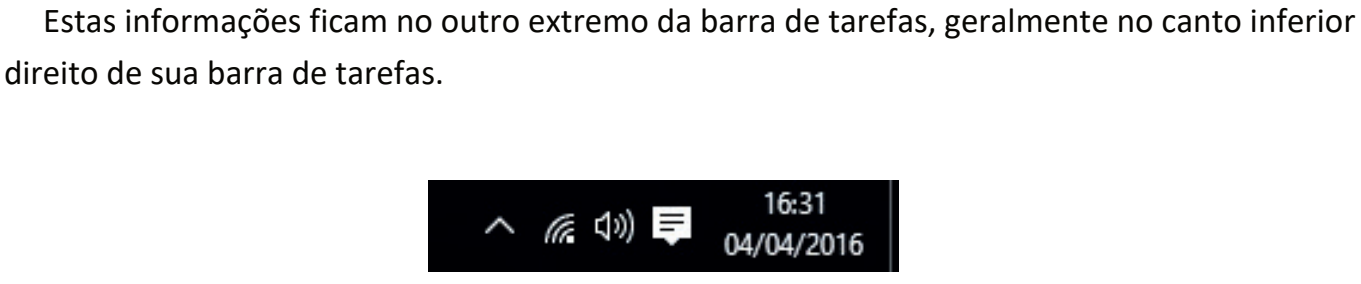 Estas informações ficam no outro extremo da barra de tarefas, geralmente no canto inferior
direito de sua barra de tarefas.
16:31
04/04/2016